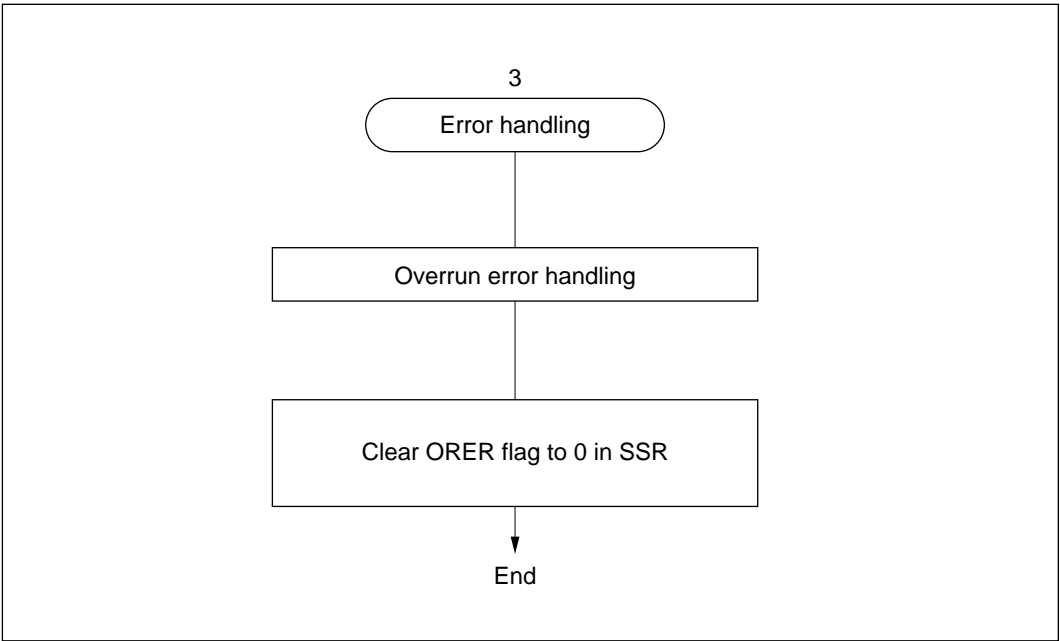 3
Error handling
Overrun error handling
Clear ORER flag to 0 in SSR
End